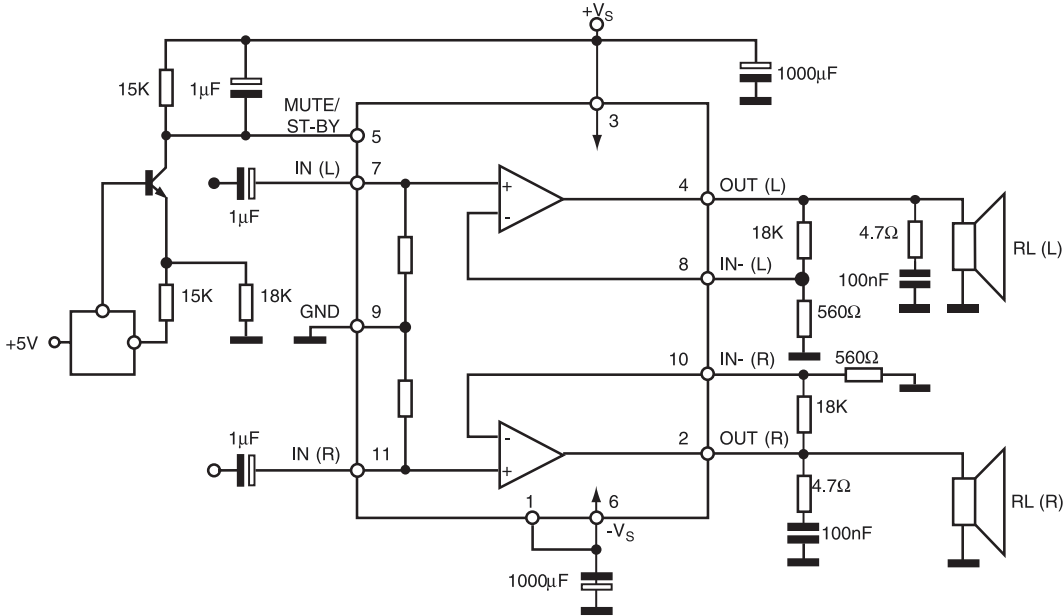 +VS
15K
1µF
1000µF
MUTE/
ST-BY
5
3
IN (L)
7
1µF
+
-
4
OUT (L)
18K
4.7Ω
RL (L)
8
IN- (L)
100nF
15K
18K
GND
9
560Ω
+5V
10
IN- (R)
560Ω
18K
1µF
IN (R)
11
-
+
2
OUT (R)
4.7Ω
RL (R)
1
6
-VS
100nF
1000µF